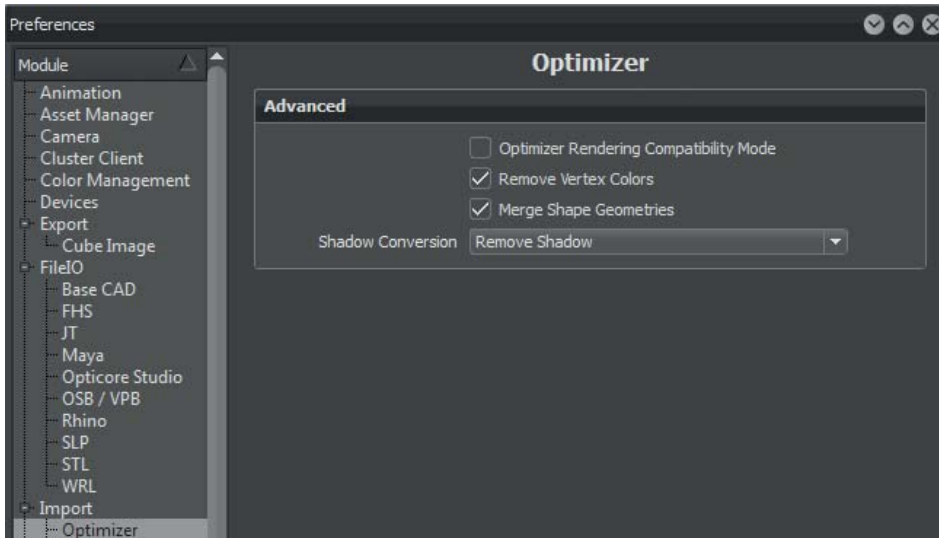 Preferences
Module
Animation
Asset Manager
Camera
Cluster Client
Color Management
Devices
Export
Cube Image
FileIO
Base CAD
FHS
JT
Maya
Opticore Studio
OSB / VPB
Rhino
SLP
STL
WRL
Import
Optimizer
Optimizer
Advanced
Optimizer Rendering Compatibility Mode
Remove Vertex Colors
Merge Shape Geometries
Shadow Conversion Remove Shadow